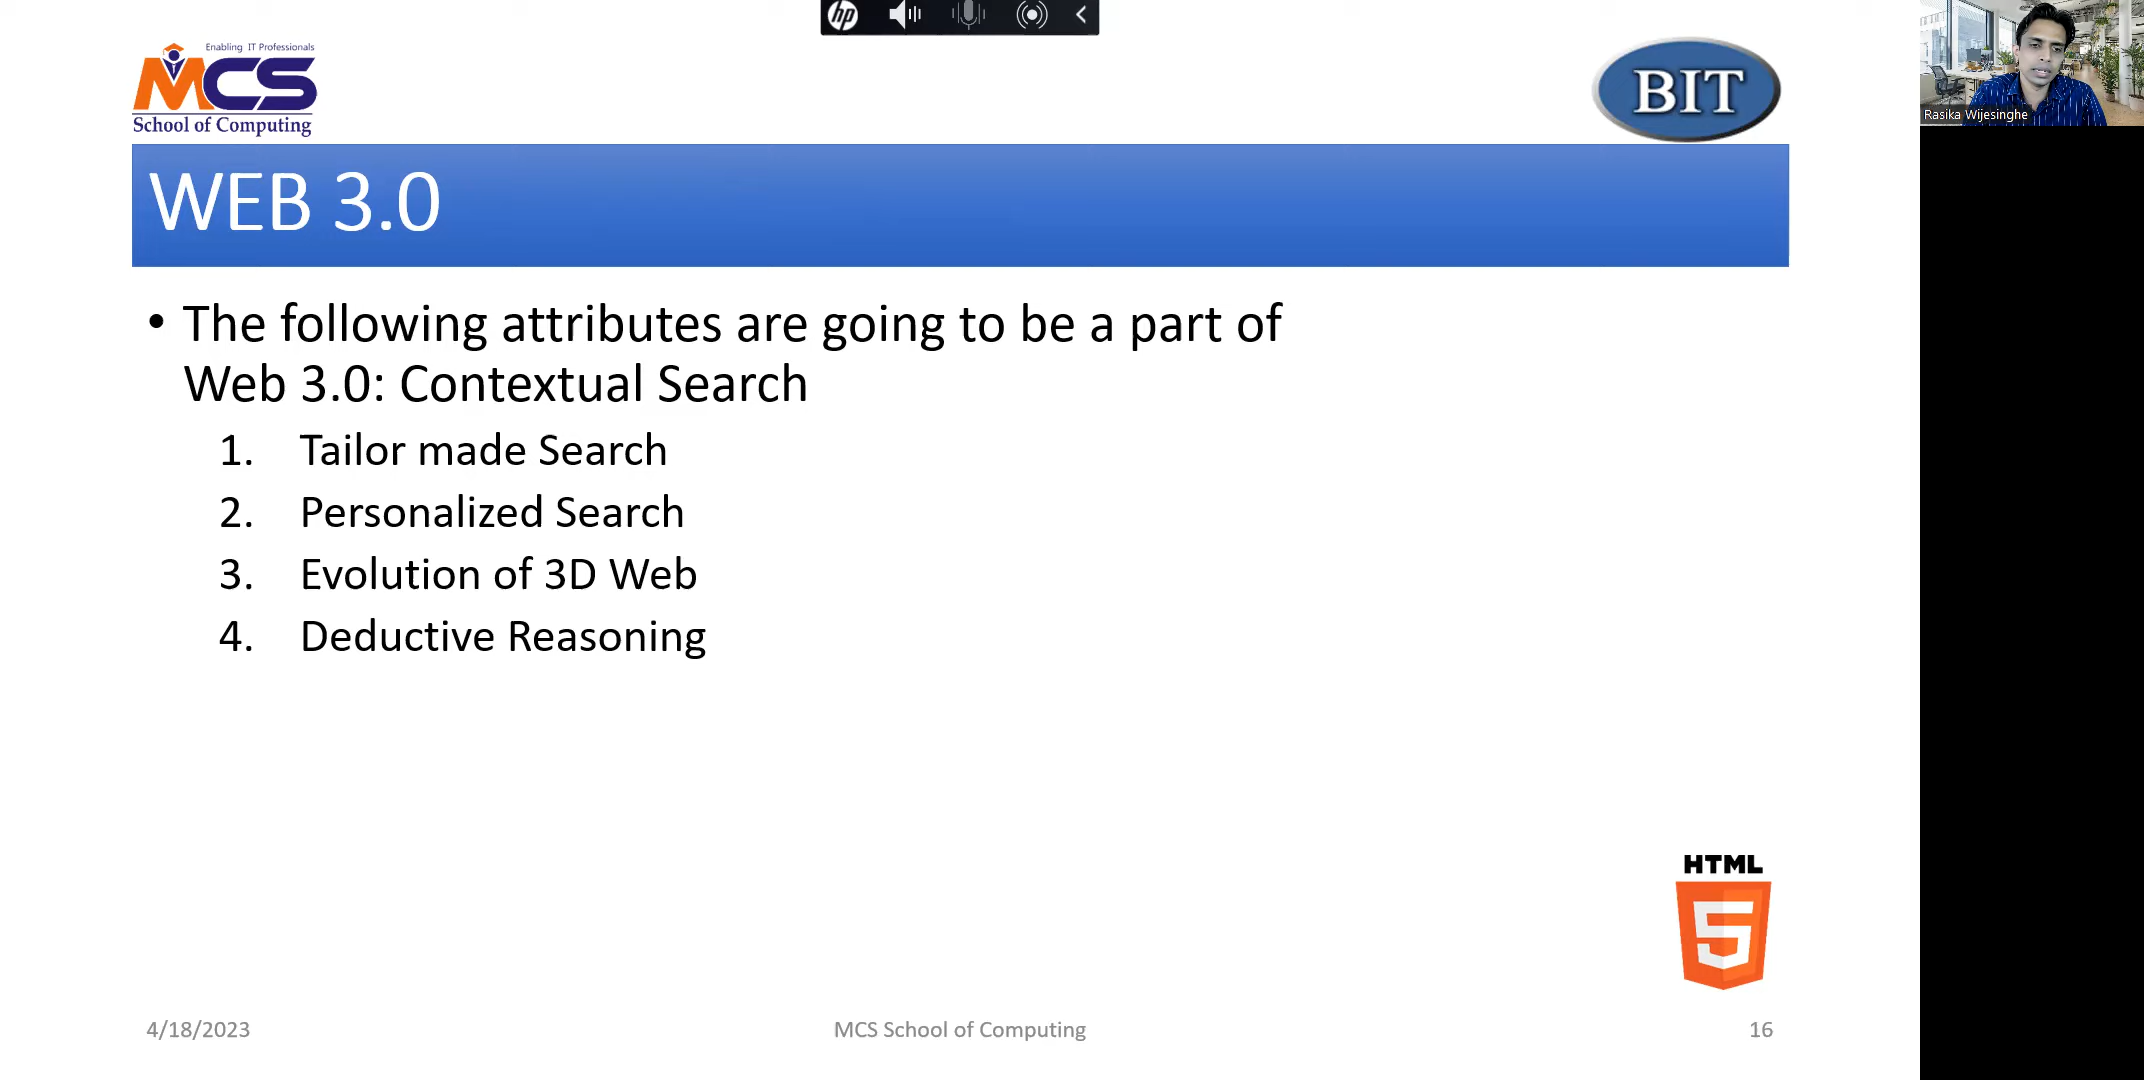 hp
Enabling IT Professionals
MCS
School of Computing
BIT
Rasika Wijesinghe
WEB 3.0
• The following attributes are going to be a part of
Web 3.0: Contextual Search
1. Tailor made Search
2. Personalized Search
3. Evolution of 3D Web
4. Deductive Reasoning
HTML
5
4/18/2023
MCS School of Computing
16